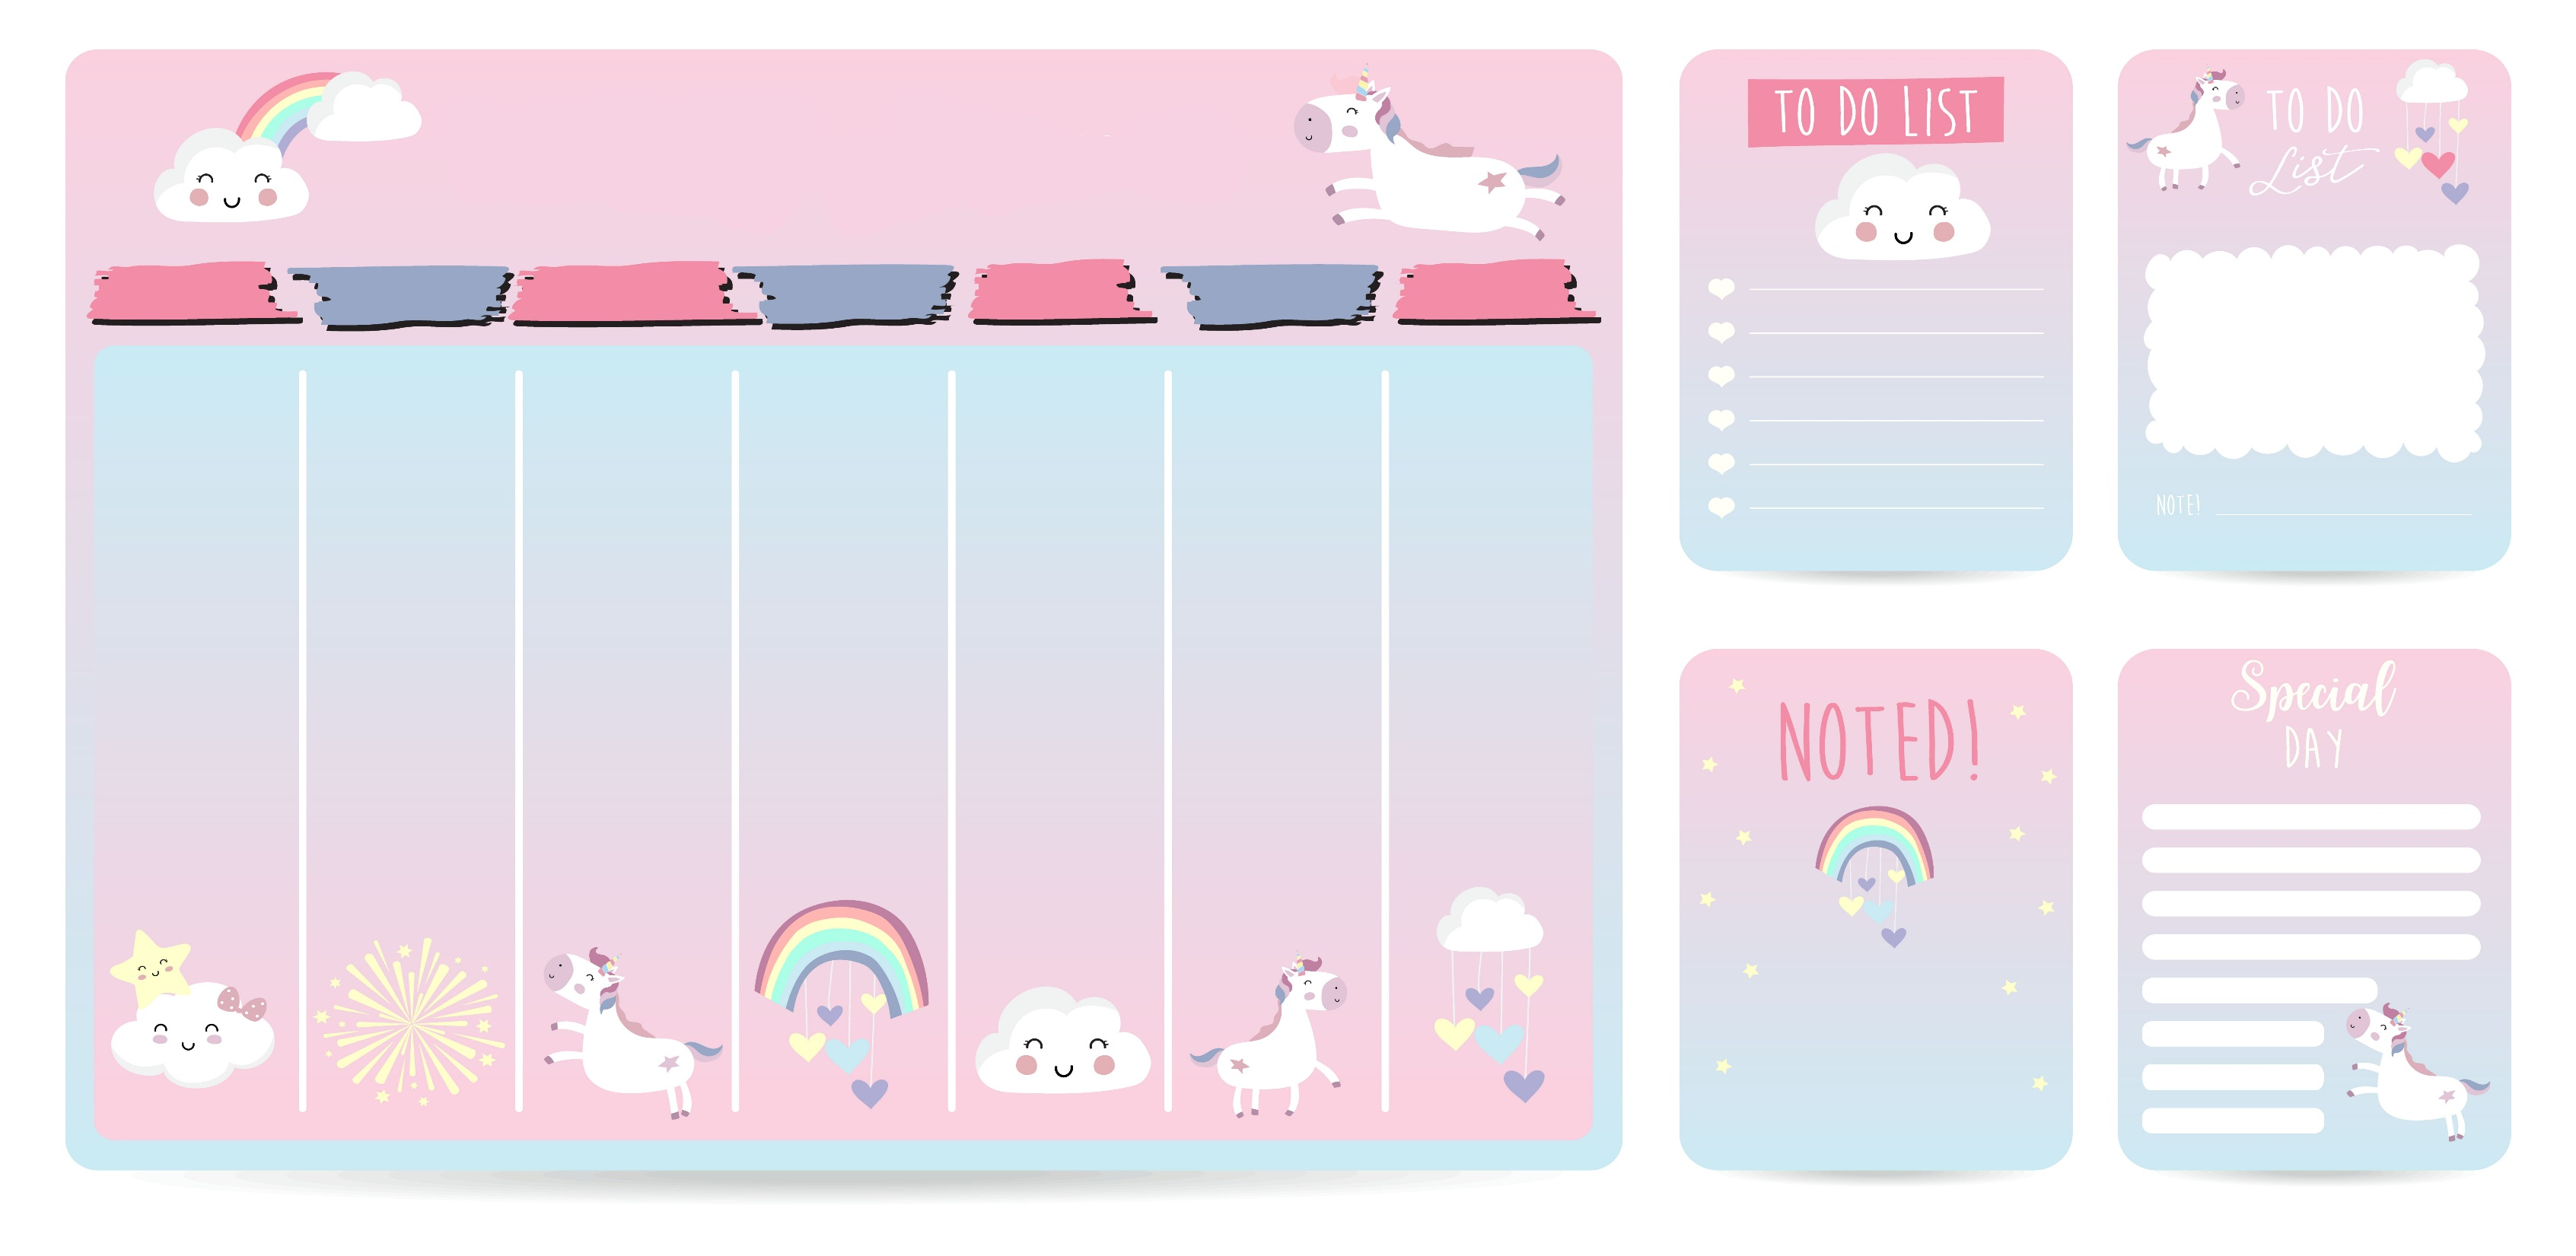 TO DO LIST
TO DO
List
NOTE!
NOTED!
Special
DAY